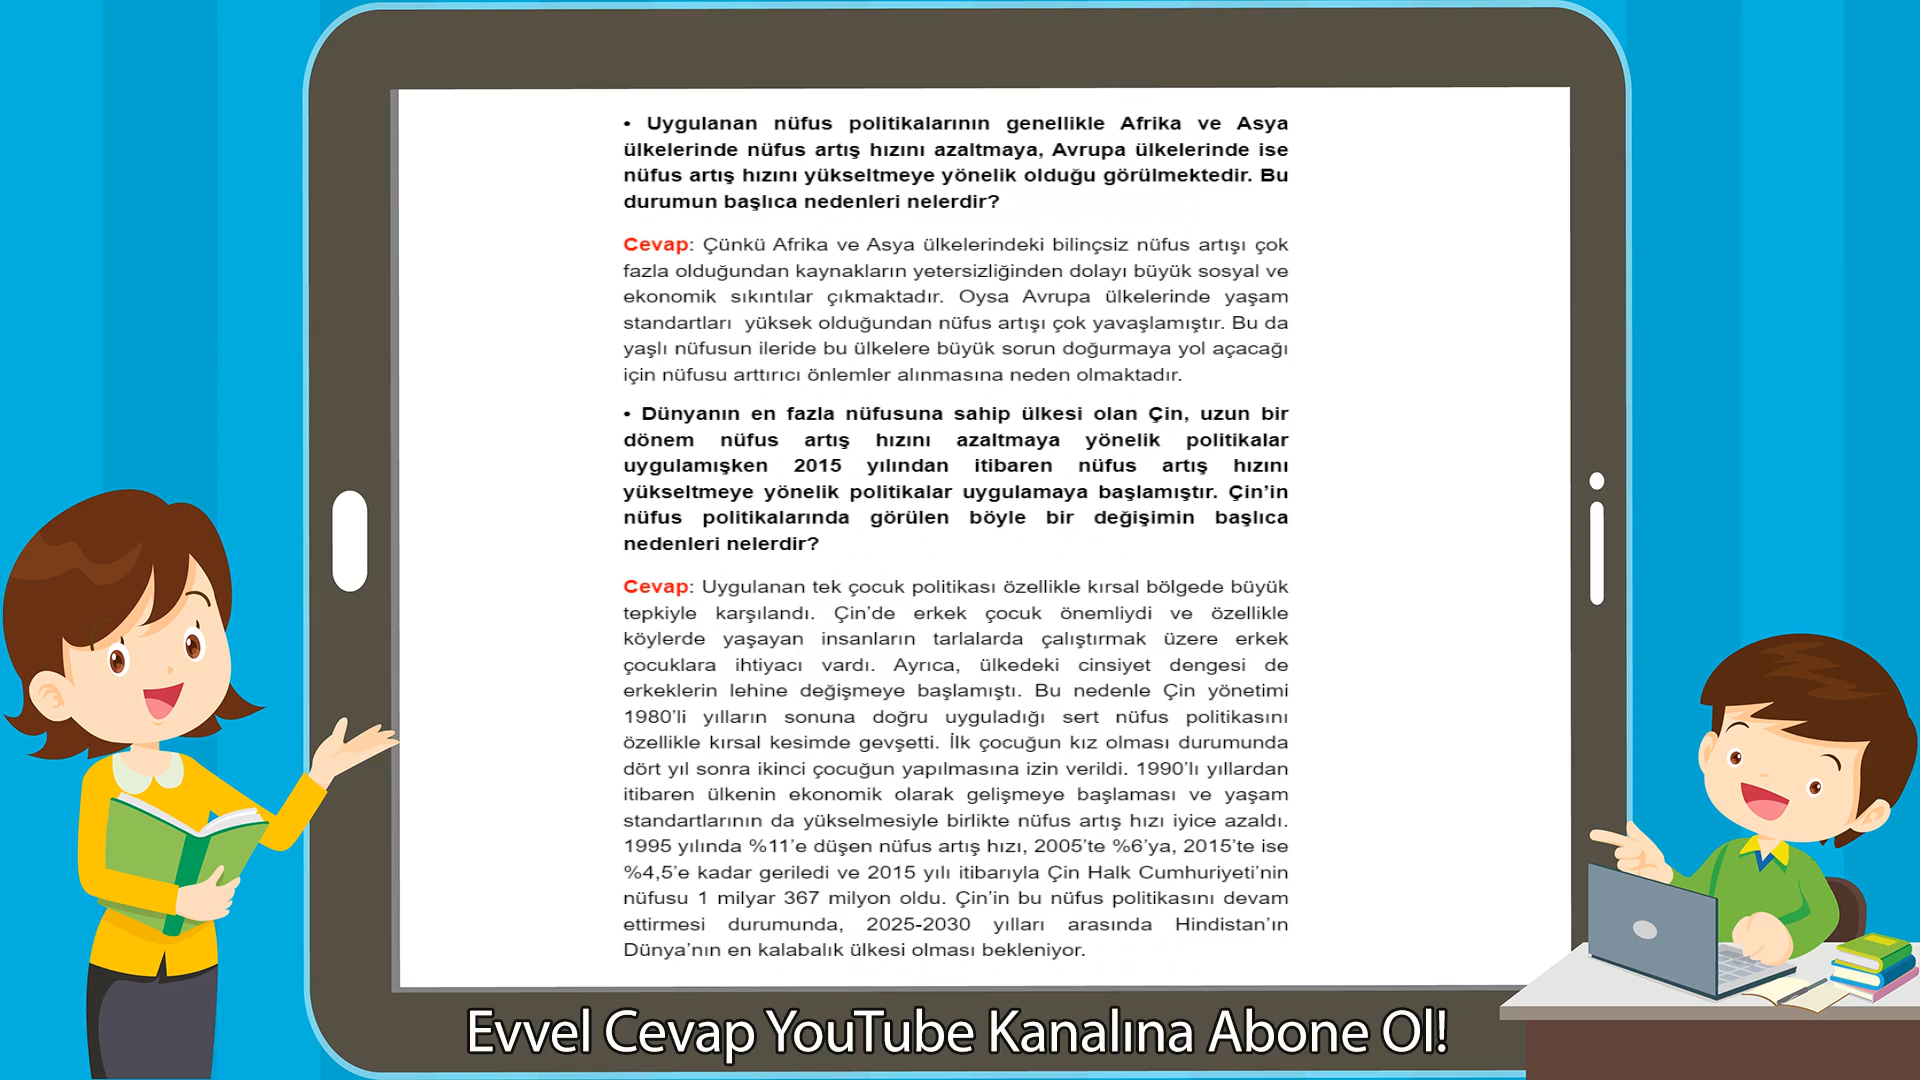 • Uygulanan nüfus politikalarının genellikle Afrika ve Asya
ülkelerinde nüfus artış hızını azaltmaya, Avrupa ülkelerinde ise
nüfus artış hızını yükseltmeye yönelik olduğu görülmektedir. Bu
durumun başlıca nedenleri nelerdir?
Cevap: Çünkü Afrika ve Asya ülkelerindeki bilinçsiz nüfus artışı çok
fazla olduğundan kaynakların yetersizliğinden dolayı büyük sosyal ve
ekonomik sıkıntılar çıkmaktadır. Oysa Avrupa ülkelerinde yaşam
standartları yüksek olduğundan nüfus artışı çok yavaşlamıştır. Bu da
yaşlı nüfusun ileride bu ülkelere büyük sorun doğurmaya yol açacağı
için nüfusu arttırıcı önlemler alınmasına neden olmaktadır.
• Dünyanın en fazla nüfusuna sahip ülkesi olan Çin, uzun bir
dönem nüfus artış hızını azaltmaya yönelik politikalar
uygulamışken 2015 yılından itibaren nüfus artış hızını
yükseltmeye yönelik politikalar uygulamaya başlamıştır. Çin’in
nüfus politikalarında görülen böyle bir değişimin başlıca
nedenleri nelerdir?
Cevap: Uygulanan tek çocuk politikası özellikle kırsal bölgede büyük
tepkiyle karşılandı. Çin’de erkek çocuk önemliydi ve özellikle
köylerde yaşayan insanların tarlalarda çalıştırmak üzere erkek
çocuklara ihtiyacı vardı. Ayrıca, ülkedeki cinsiyet dengesi de
erkeklerin lehine değişmeye başlamıştı. Bu nedenle Çin yönetimi
1980’li yılların sonuna doğru uyguladığı sert nüfus politikasını
özellikle kırsal kesimde gevşetti. İlk çocuğun kız olması durumunda
dört yıl sonra ikinci çocuğun yapılmasına izin verildi. 1990’lı yıllardan
itibaren ülkenin ekonomik olarak gelişmeye başlaması ve yaşam
standartlarının da yükselmesiyle birlikte nüfus artış hızı iyice azaldı.
1995 yılında %11’e düşen nüfus artış hızı, 2005’te %6’ya, 2015’te ise
%4,5’e kadar geriledi ve 2015 yılı itibarıyla Çin Halk Cumhuriyeti’nin
nüfusu 1 milyar 367 milyon oldu. Çin’in bu nüfus politikasını devam
ettirmesi durumunda, 2025-2030 yılları arasında Hindistan’ın
Dünya’nın en kalabalık ülkesi olması bekleniyor.
Evvel Cevap YouTube Kanalına Abone Ol!